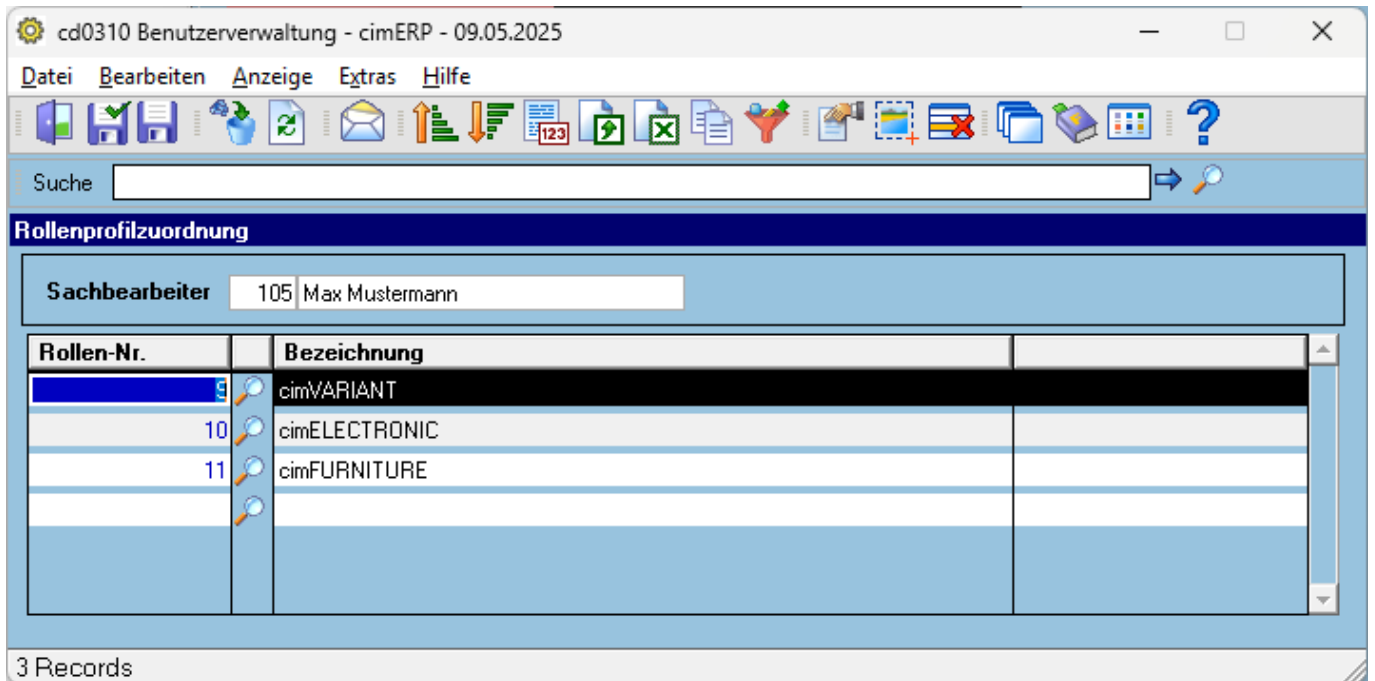 cd0310 Benutzerverwaltung - cimERP - 09.05.2025
Datei Bearbeiten Anzeige Extras Hilfe
123
Suche
Rollenprofilzuordnung
Sachbearbeiter 105 Max Mustermann
Rollen-Nr. Bezeichnung
9 cimVARIANT
10 cimELECTRONIC
11 cimFURNITURE
3 Records